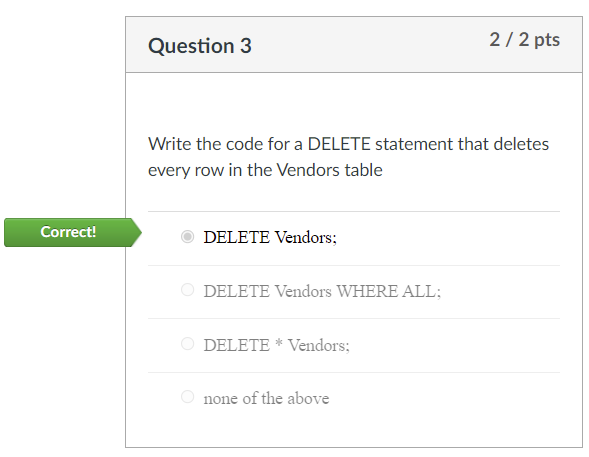 Question 3
2 / 2 pts
Write the code for a DELETE statement that deletes
every row in the Vendors table
Correct!
DELETE Vendors;
DELETE Vendors WHERE ALL;
DELETE * Vendors;
none of the above